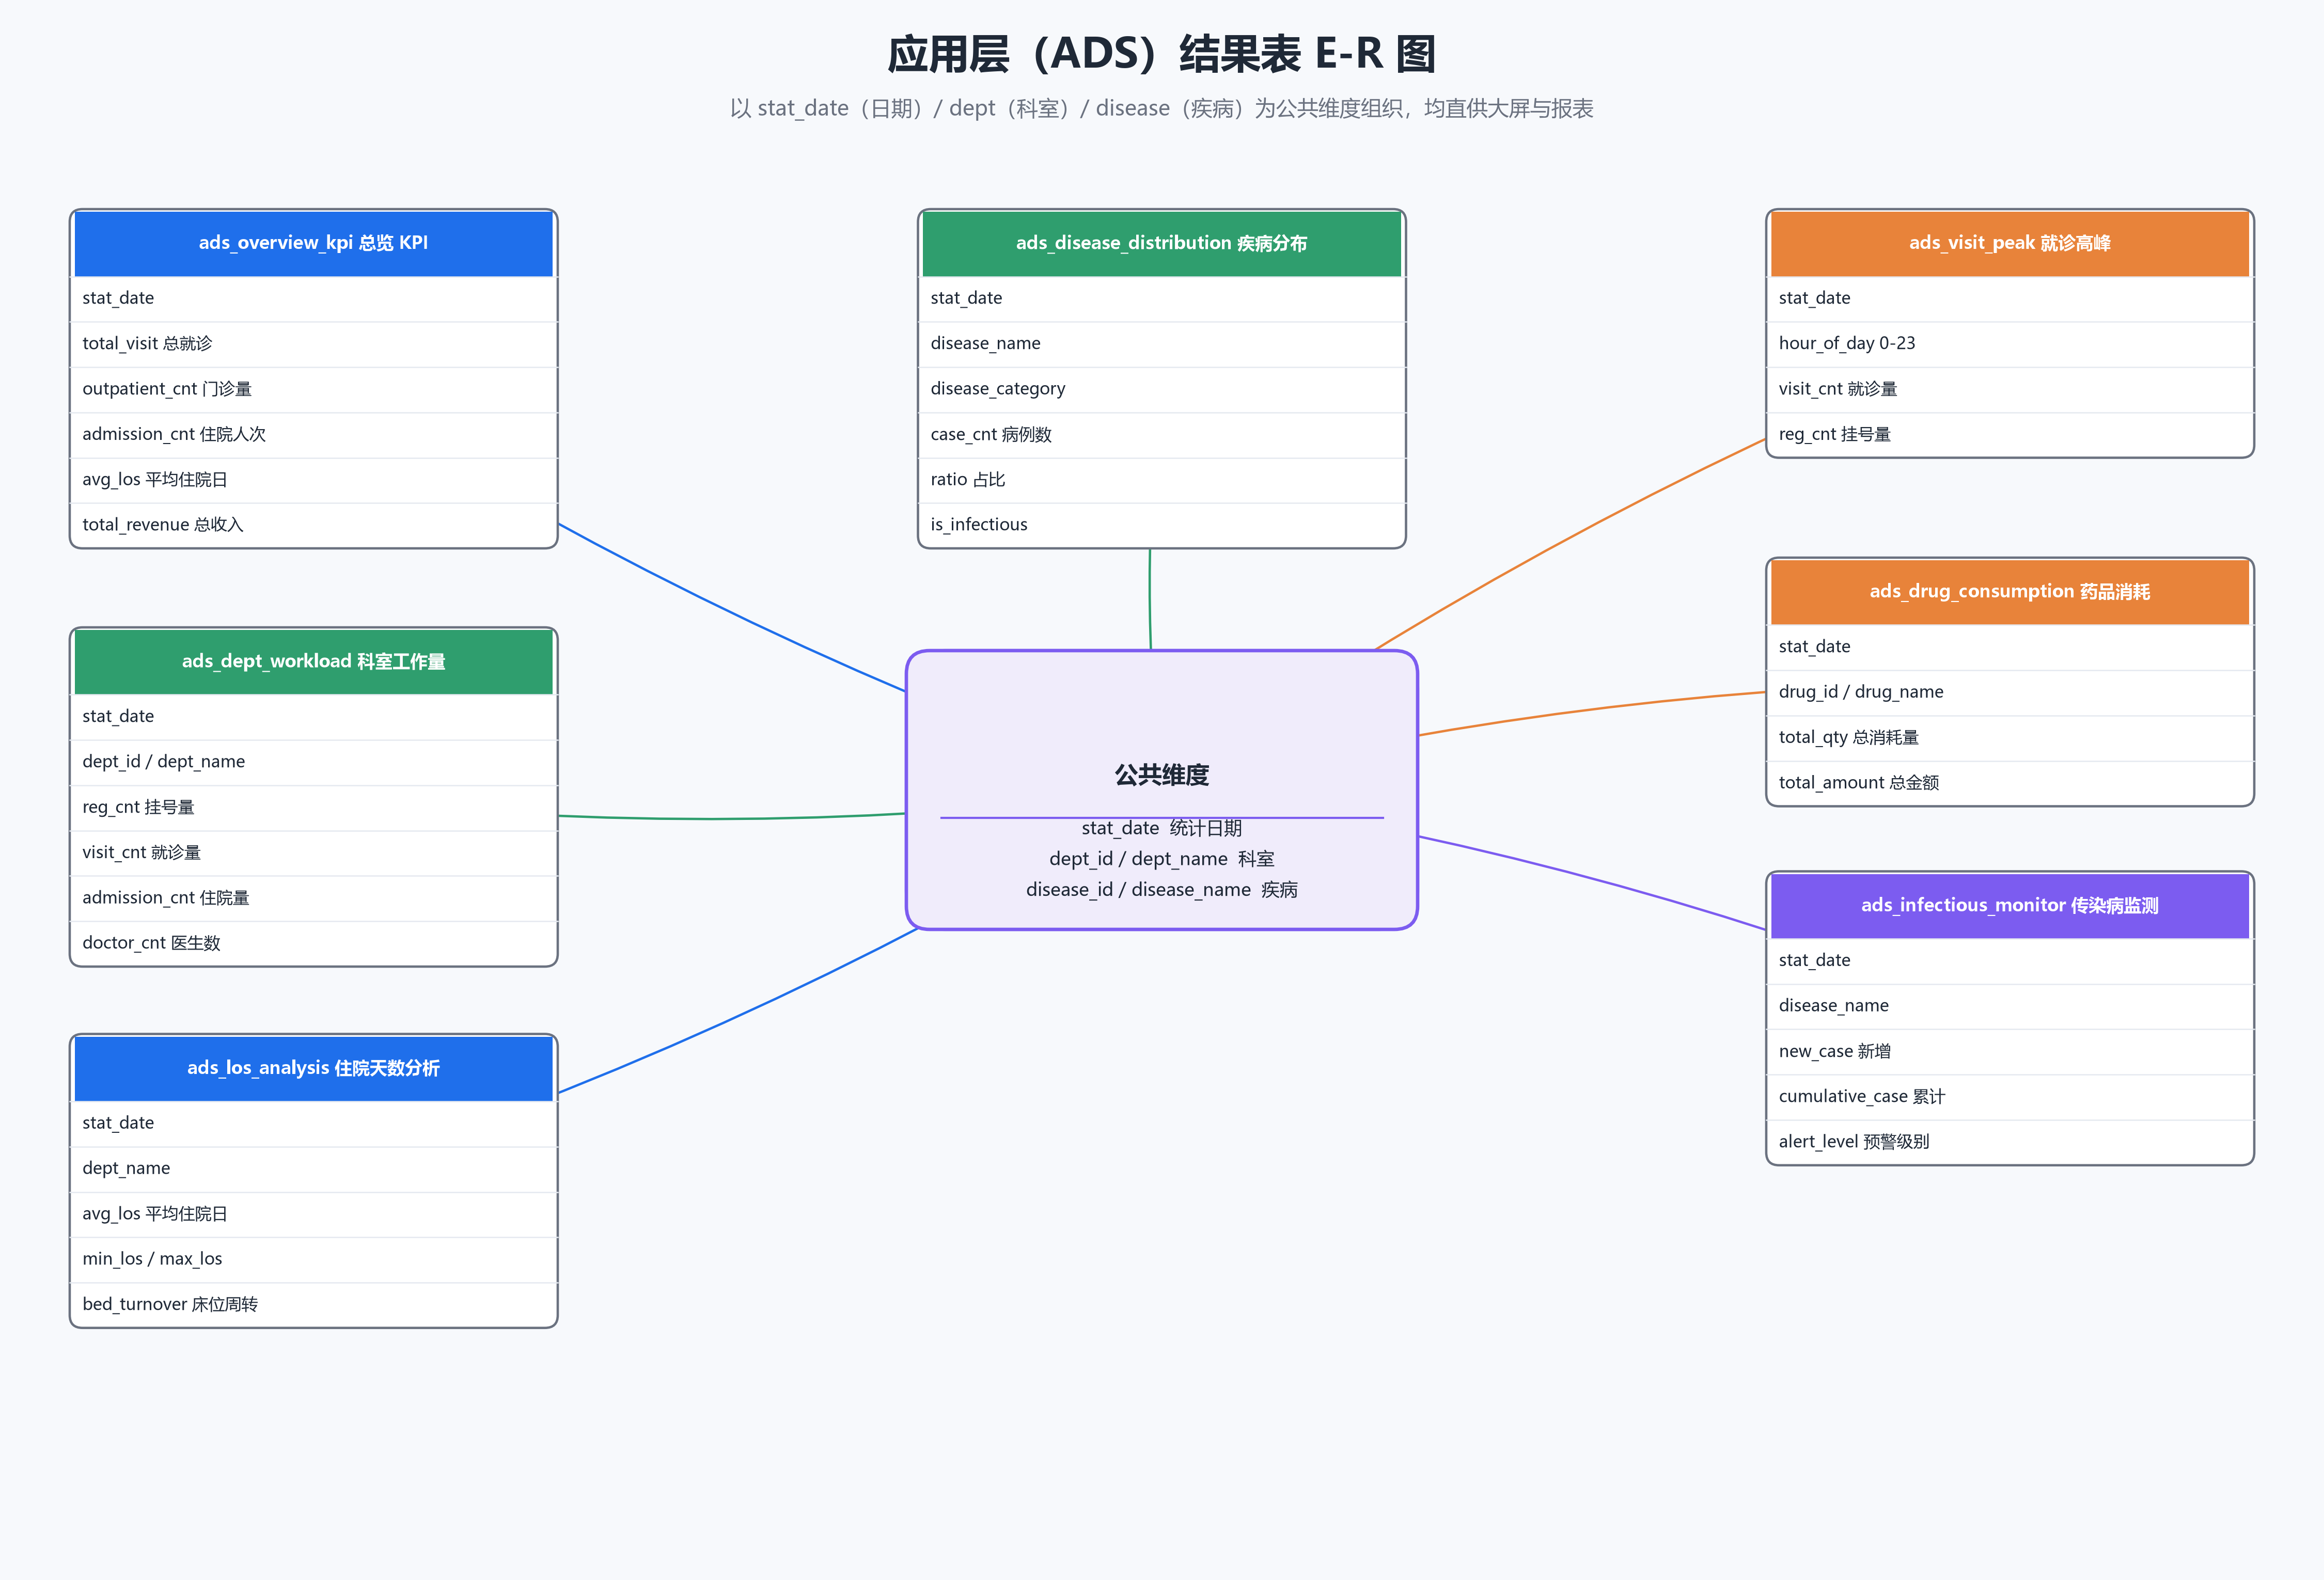 应用层（ADS）结果表 E-R 图
以 stat_date（日期）/ dept（科室）/ disease（疾病）为公共维度组织，均直供大屏与报表
ads_overview_kpi 总览 KPI
stat_date
total_visit 总就诊
outpatient_cnt 门诊量
admission_cnt 住院人次
avg_los 平均住院日
total_revenue 总收入
ads_disease_distribution 疾病分布
stat_date
disease_name
disease_category
case_cnt 病例数
ratio 占比
is_infectious
ads_visit_peak 就诊高峰
stat_date
hour_of_day 0-23
visit_cnt 就诊量
reg_cnt 挂号量
ads_dept_workload 科室工作量
stat_date
dept_id / dept_name
reg_cnt 挂号量
visit_cnt 就诊量
admission_cnt 住院量
doctor_cnt 医生数
公共维度
stat_date 统计日期
dept_id / dept_name 科室
disease_id / disease_name 疾病
ads_drug_consumption 药品消耗
stat_date
drug_id / drug_name
total_qty 总消耗量
total_amount 总金额
ads_infectious_monitor 传染病监测
stat_date
disease_name
new_case 新增
cumulative_case 累计
alert_level 预警级别
ads_los_analysis 住院天数分析
stat_date
dept_name
avg_los 平均住院日
min_los / max_los
bed_turnover 床位周转